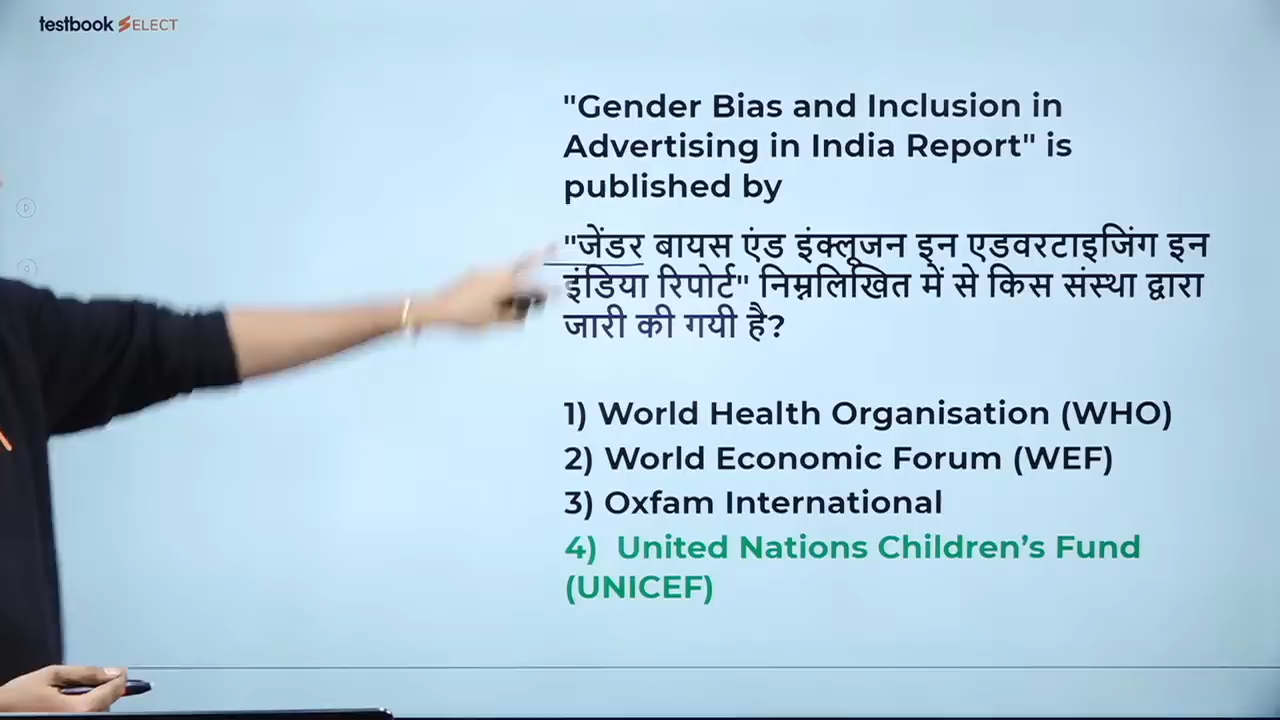 testbook SELECT
"Gender Bias and Inclusion in
Advertising in India Report" is
published by
"जेंडर बायस एंड इंक्लूजन इन एडवरटाइजिंग इन
इंडिया रिपोर्ट" निम्नलिखित में से किस संस्था द्वारा
जारी की गयी है?
1) World Health Organisation (WHO)
2) World Economic Forum (WEF)
3) Oxfam International
4) United Nations Children’s Fund
(UNICEF)